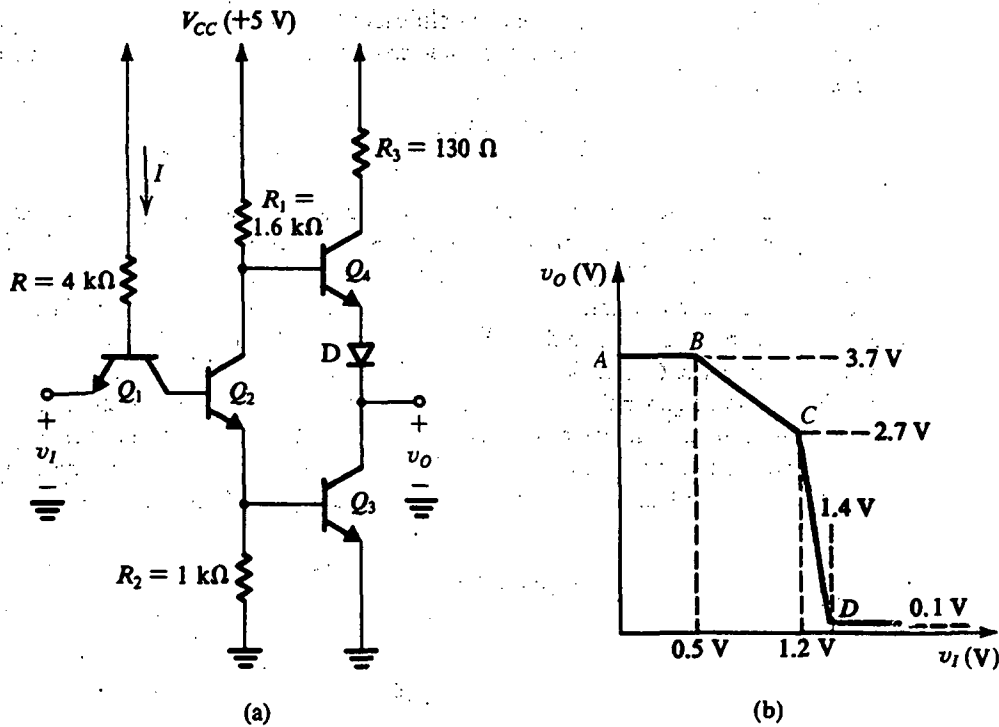 V_CC (+5 V)
I
R_3 = 130 Ω
R_1 =
1.6 kΩ
R = 4 kΩ
Q_4
D
Q_1
Q_2
+
v_I
−
+
v_O
−
Q_3
R_2 = 1 kΩ
(a)
v_O (V)
A
B
3.7 V
C
2.7 V
1.4 V
D
0.1 V
0.5 V
1.2 V
v_I (V)
(b)